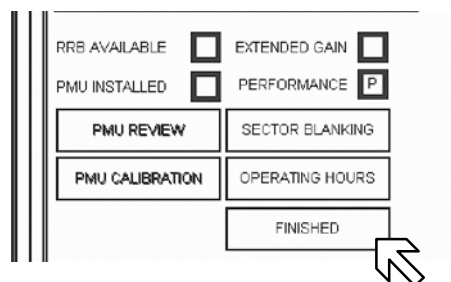 RRB AVAILABLE EXTENDED GAIN
PMU INSTALLED PERFORMANCE P
PMU REVIEW SECTOR BLANKING
PMU CALIBRATION OPERATING HOURS
FINISHED